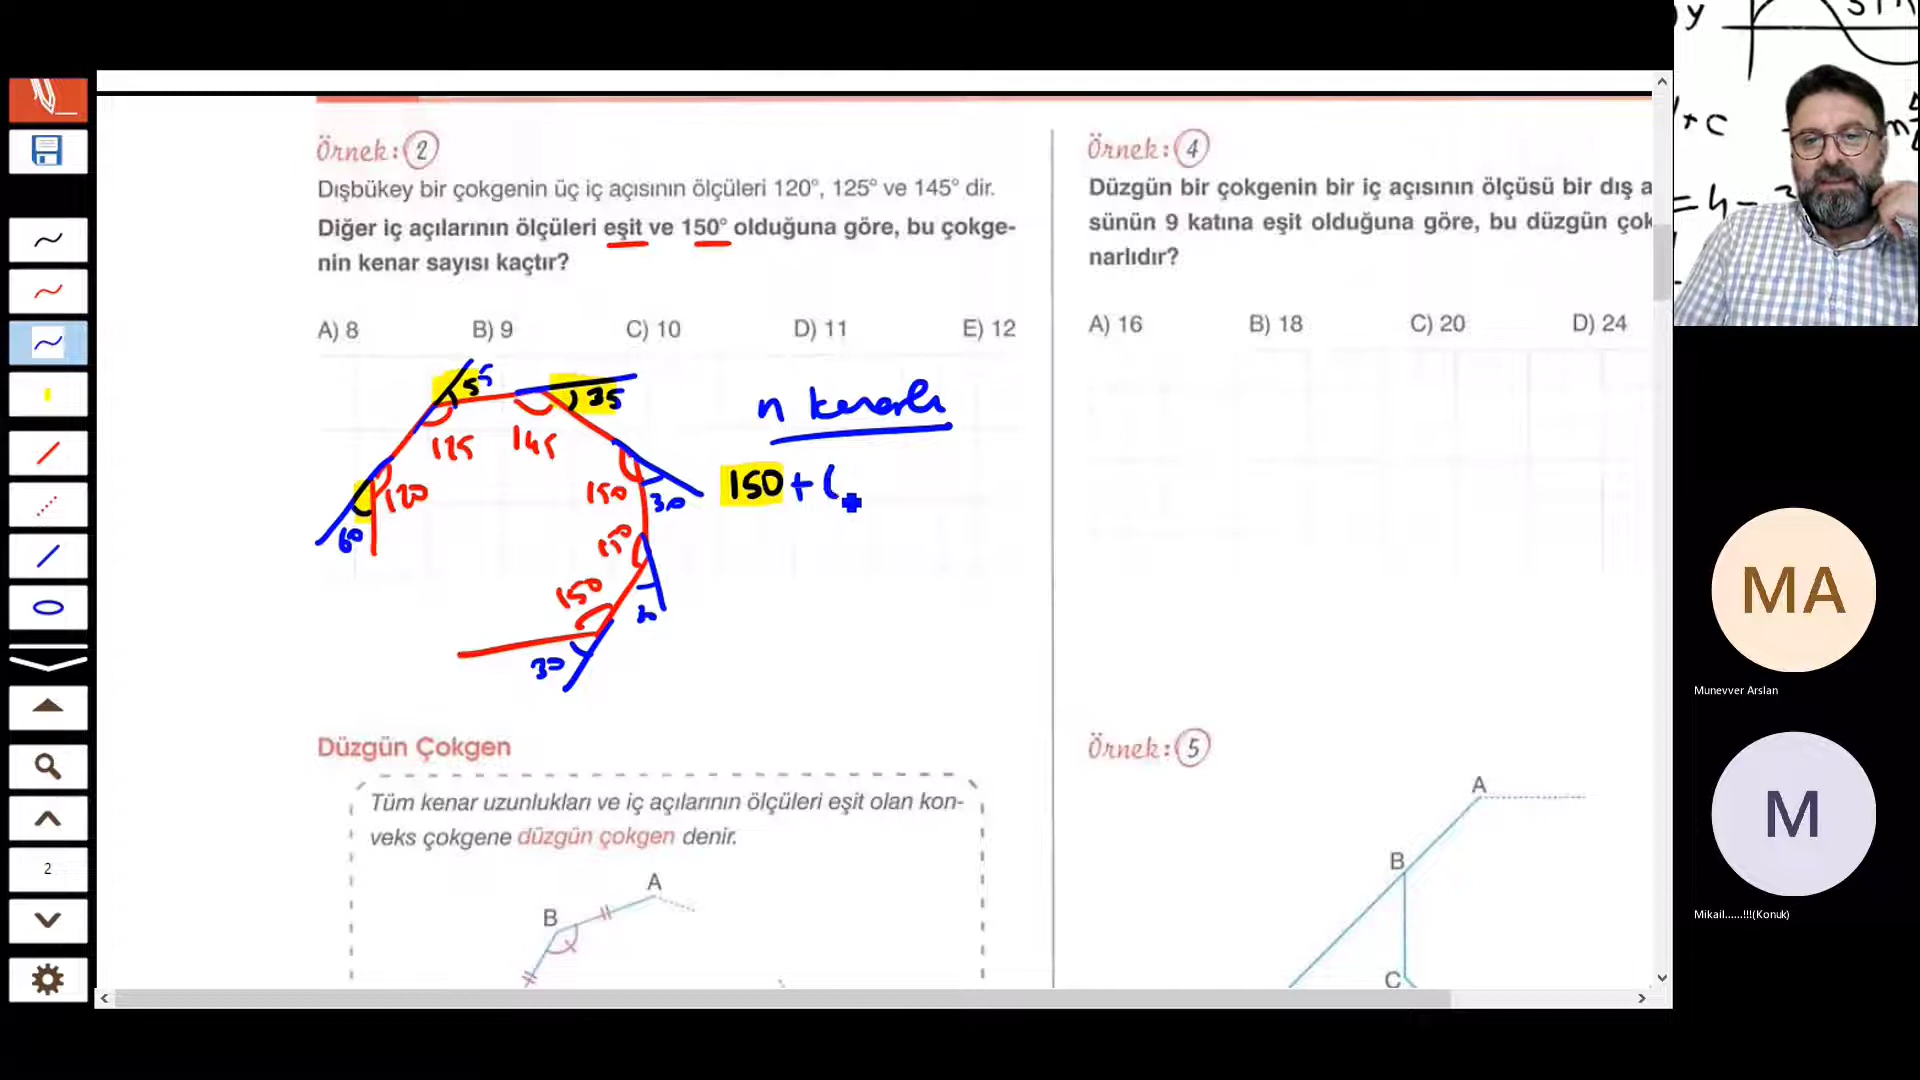 Örnek: 2
Dışbükey bir çokgenin üç iç açısının ölçüleri 120°, 125° ve 145° dir.
Diğer iç açılarının ölçüleri eşit ve 150° olduğuna göre, bu çokge-
nin kenar sayısı kaçtır?
A) 8 B) 9 C) 10 D) 11 E) 12
55
35
125 145
120
60
150 30
150
150
30
n kenarlı
150 + (
Düzgün Çokgen
Tüm kenar uzunlukları ve iç açılarının ölçüleri eşit olan kon-
veks çokgene düzgün çokgen denir.
A
B
Örnek: 4
Düzgün bir çokgenin bir iç açısının ölçüsü bir dış a
sünün 9 katına eşit olduğuna göre, bu düzgün çok
narlıdır?
A) 16 B) 18 C) 20 D) 24
Örnek: 5
A
B
C
2
y
+ c
MA
Munevver Arslan
M
Mikail......!!!(Konuk)